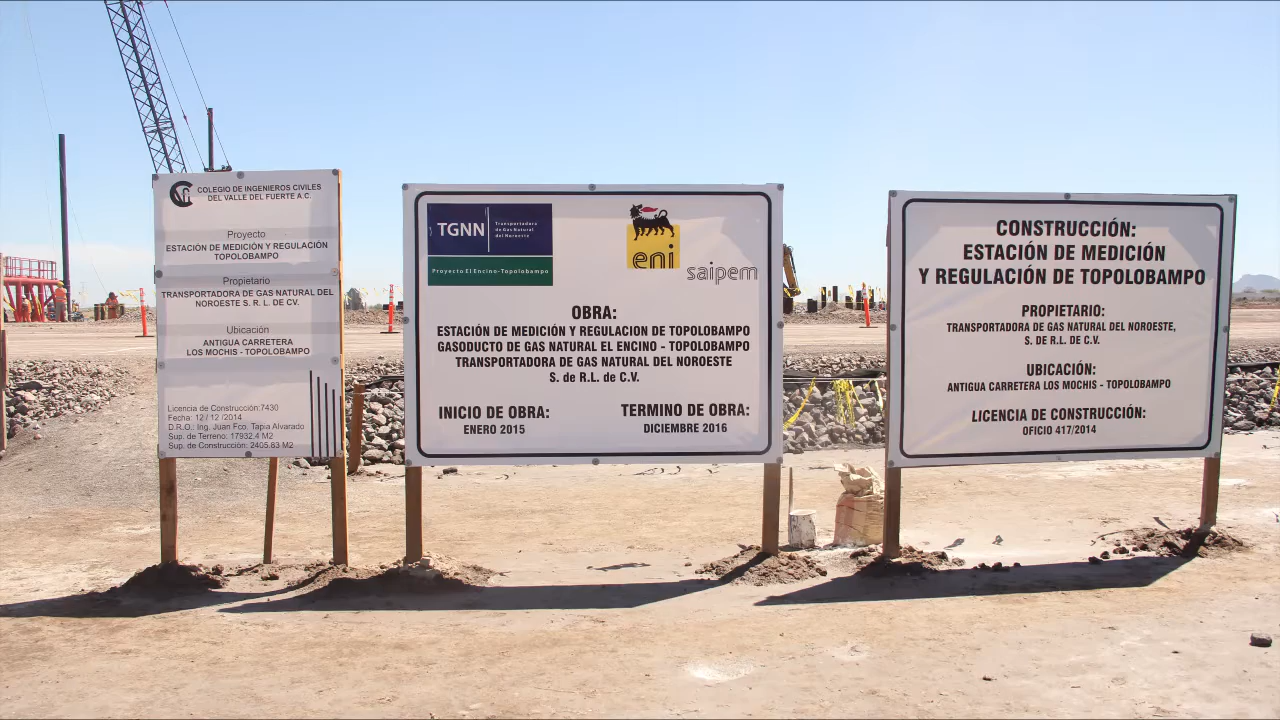 COLEGIO DE INGENIEROS CIVILES
DEL VALLE DEL FUERTE A.C.
Proyecto
ESTACIÓN DE MEDICIÓN Y REGULACIÓN
TOPOLOBAMPO
Propietario
TRANSPORTADORA DE GAS NATURAL DEL
NOROESTE S. R. L. DE CV.
Ubicación
ANTIGUA CARRETERA
LOS MOCHIS - TOPOLOBAMPO
Licencia de Construcción:7430
Fecha: 12 / 12 /2014
D.R.O.: Ing. Juan Fco. Tapia Alvarado
Sup. de Terreno: 17932.4 M2
Sup. de Construcción: 2405.83 M2
TGNN
Transportadora
de Gas Natural
del Noroeste
Proyecto El Encino-Topolobampo
eni
saipem
OBRA:
ESTACIÓN DE MEDICIÓN Y REGULACION DE TOPOLOBAMPO
GASODUCTO DE GAS NATURAL EL ENCINO - TOPOLOBAMPO
TRANSPORTADORA DE GAS NATURAL DEL NOROESTE
S. de R.L. de C.V.
INICIO DE OBRA:
ENERO 2015
TERMINO DE OBRA:
DICIEMBRE 2016
CONSTRUCCIÓN:
ESTACIÓN DE MEDICIÓN
Y REGULACIÓN DE TOPOLOBAMPO
PROPIETARIO:
TRANSPORTADORA DE GAS NATURAL DEL NOROESTE,
S. DE R.L. DE C.V.
UBICACIÓN:
ANTIGUA CARRETERA LOS MOCHIS - TOPOLOBAMPO
LICENCIA DE CONSTRUCCIÓN:
OFICIO 417/2014